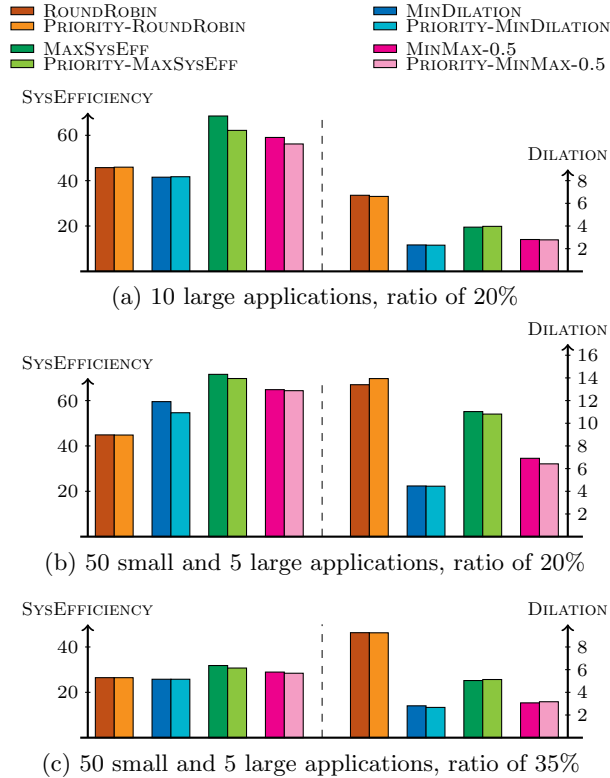 ROUNDROBIN
PRIORITY-ROUNDROBIN
MAXSYSEFF
PRIORITY-MAXSYSEFF
MINDILATION
PRIORITY-MINDILATION
MINMAX-0.5
PRIORITY-MINMAX-0.5
SYSEFFICIENCY
60
40
20
DILATION
8
6
4
2
(a) 10 large applications, ratio of 20%
SYSEFFICIENCY
60
40
20
DILATION
16
14
12
10
8
6
4
2
(b) 50 small and 5 large applications, ratio of 20%
SYSEFFICIENCY
40
20
DILATION
8
6
4
2
(c) 50 small and 5 large applications, ratio of 35%